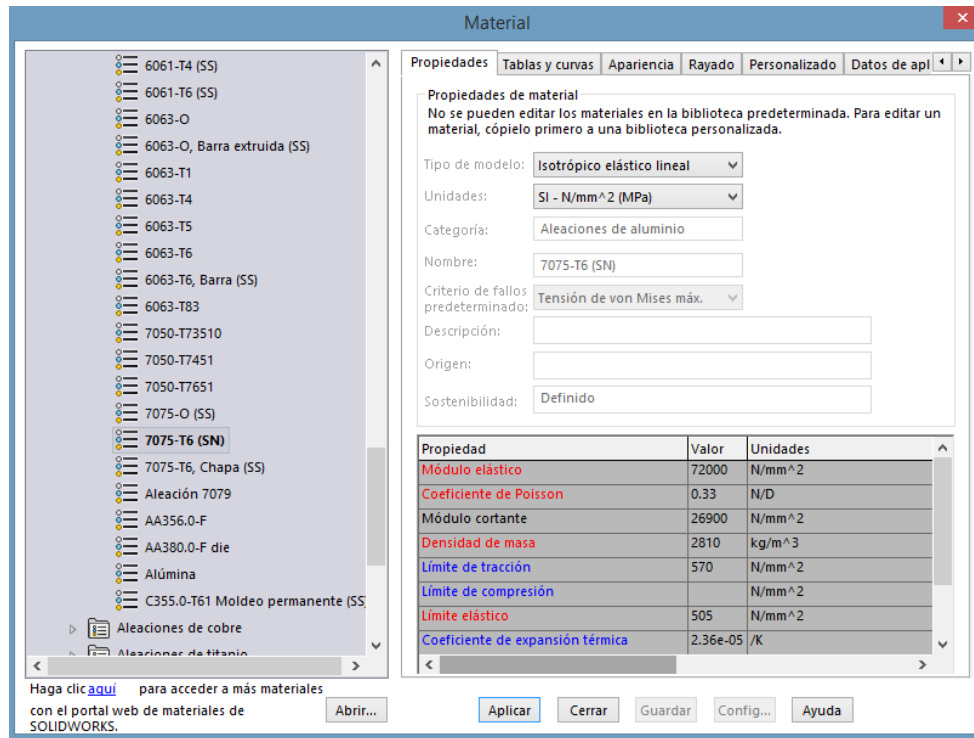 Material
6061-T4 (SS)
6061-T6 (SS)
6063-O
6063-O, Barra extruida (SS)
6063-T1
6063-T4
6063-T5
6063-T6
6063-T6, Barra (SS)
6063-T83
7050-T73510
7050-T7451
7050-T7651
7075-O (SS)
7075-T6 (SN)
7075-T6, Chapa (SS)
Aleación 7079
AA356.0-F
AA380.0-F die
Alúmina
C355.0-T61 Moldeo permanente (SS
Aleaciones de cobre
Aleaciones de titanio
Haga clic aquí para acceder a más materiales
con el portal web de materiales de
SOLIDWORKS.
Abrir...
Propiedades Tablas y curvas Apariencia Rayado Personalizado Datos de apl
Propiedades de material
No se pueden editar los materiales en la biblioteca predeterminada. Para editar un
material, cópielo primero a una biblioteca personalizada.
Tipo de modelo: Isotrópico elástico lineal
Unidades: SI - N/mm^2 (MPa)
Categoría: Aleaciones de aluminio
Nombre: 7075-T6 (SN)
Criterio de fallos
predeterminado: Tensión de von Mises máx.
Descripción:
Origen:
Sostenibilidad: Definido
Propiedad Valor Unidades
Módulo elástico 72000 N/mm^2
Coeficiente de Poisson 0.33 N/D
Módulo cortante 26900 N/mm^2
Densidad de masa 2810 kg/m^3
Límite de tracción 570 N/mm^2
Límite de compresión N/mm^2
Límite elástico 505 N/mm^2
Coeficiente de expansión térmica 2.36e-05 /K
Aplicar Cerrar Guardar Config... Ayuda